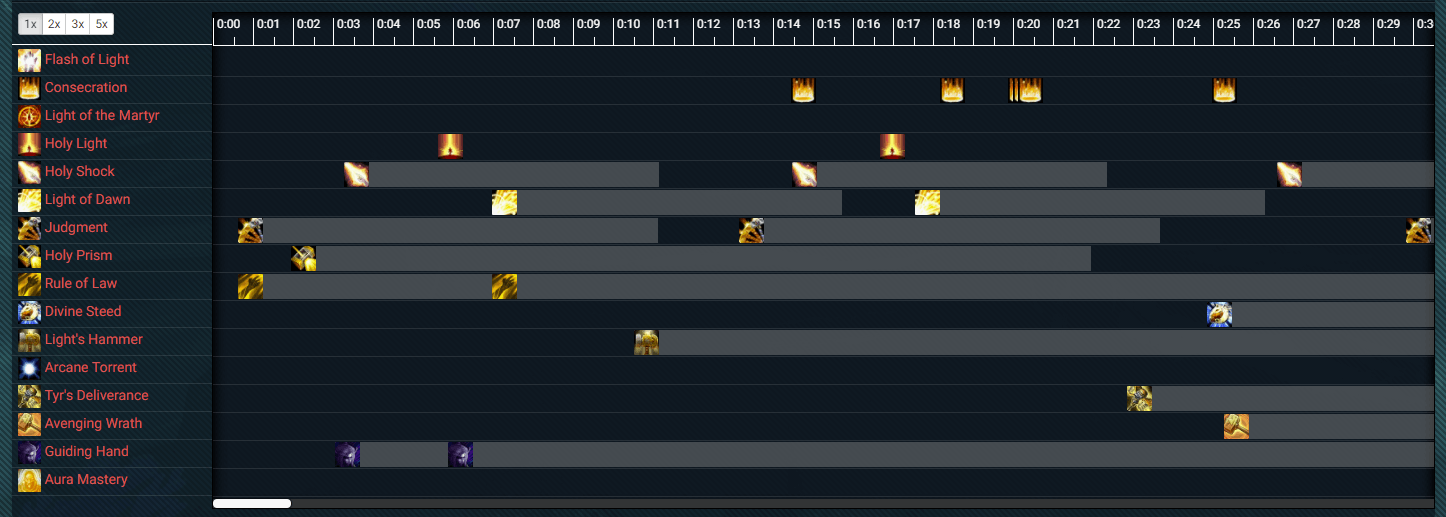 1x 2x 3x 5x 0:00 0:01 0:02 0:03 0:04 0:05 0:06 0:07 0:08 0:09 0:10 0:11 0:12 0:13 0:14 0:15 0:16 0:17 0:18 0:19 0:20 0:21 0:22 0:23 0:24 0:25 0:26 0:27 0:28 0:29 0:3
Flash of Light
Consecration
Light of the Martyr
Holy Light
Holy Shock
Light of Dawn
Judgment
Holy Prism
Rule of Law
Divine Steed
Light's Hammer
Arcane Torrent
Tyr's Deliverance
Avenging Wrath
Guiding Hand
Aura Mastery